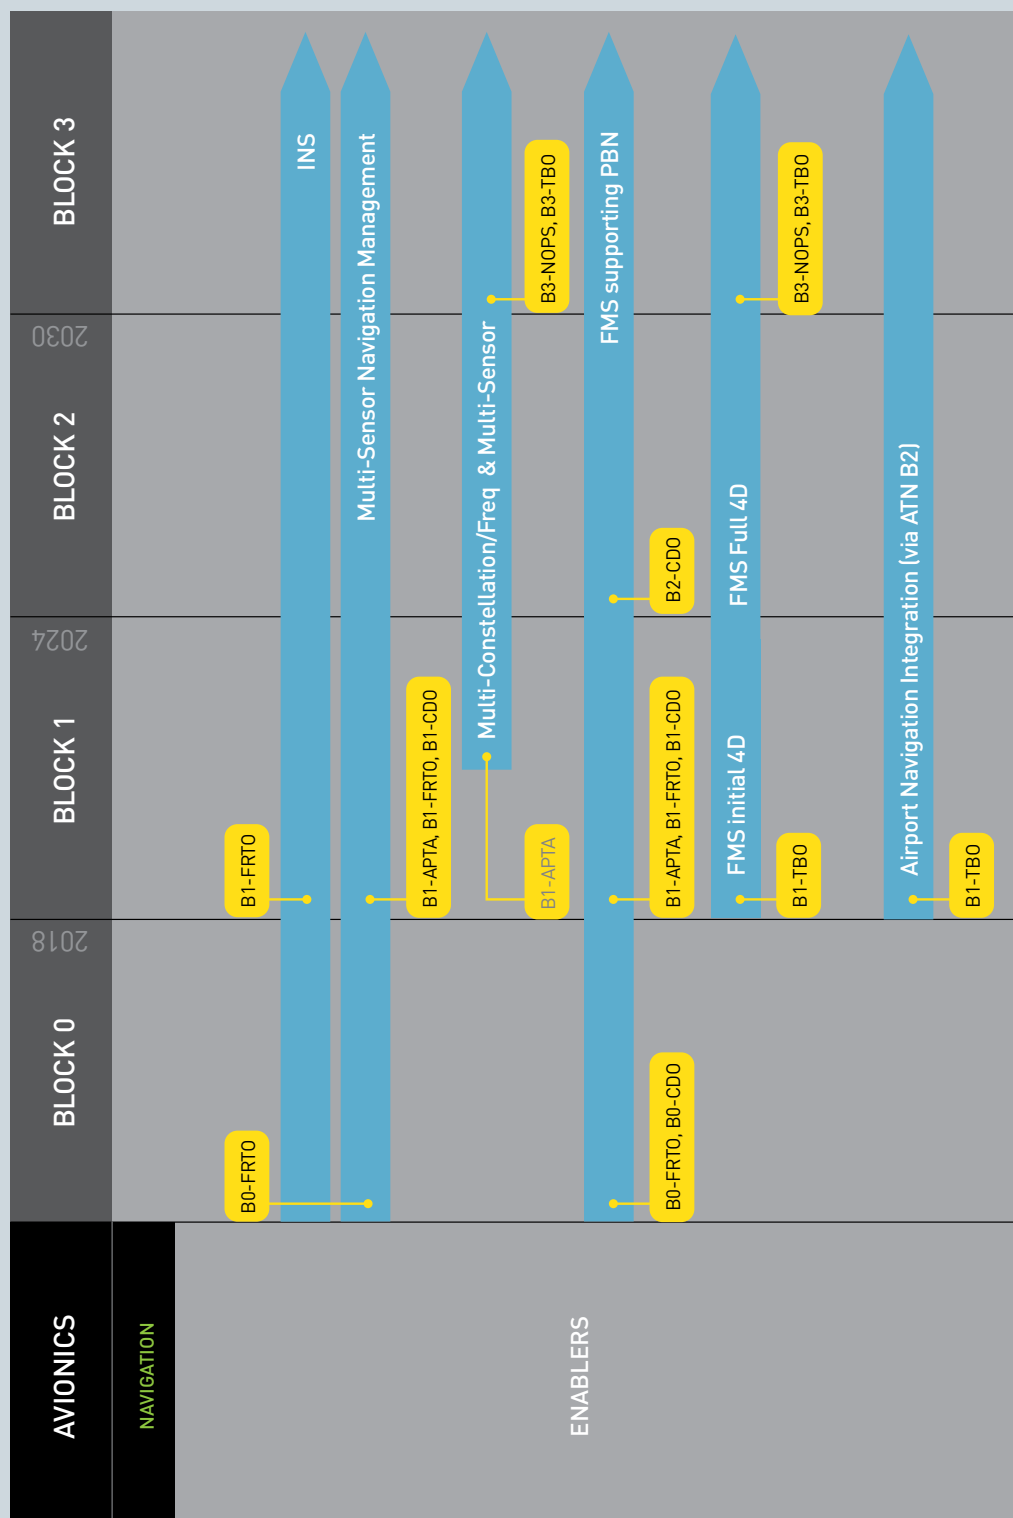 AVIONICS
BLOCK 0
2018
BLOCK 1
2024
BLOCK 2
2030
BLOCK 3
NAVIGATION
ENABLERS
B0-FRTO
B1-FRTO
INS
Multi-Sensor Navigation Management
B1-APTA, B1-FRTO, B1-CDO
Multi-Constellation/Freq & Multi-Sensor
B1-APTA
B3-NOPS, B3-TBO
FMS supporting PBN
B0-FRTO, B0-CDO
B1-APTA, B1-FRTO, B1-CDO
B2-CDO
FMS initial 4D
FMS Full 4D
B1-TBO
B3-NOPS, B3-TBO
Airport Navigation Integration (via ATN B2)
B1-TBO